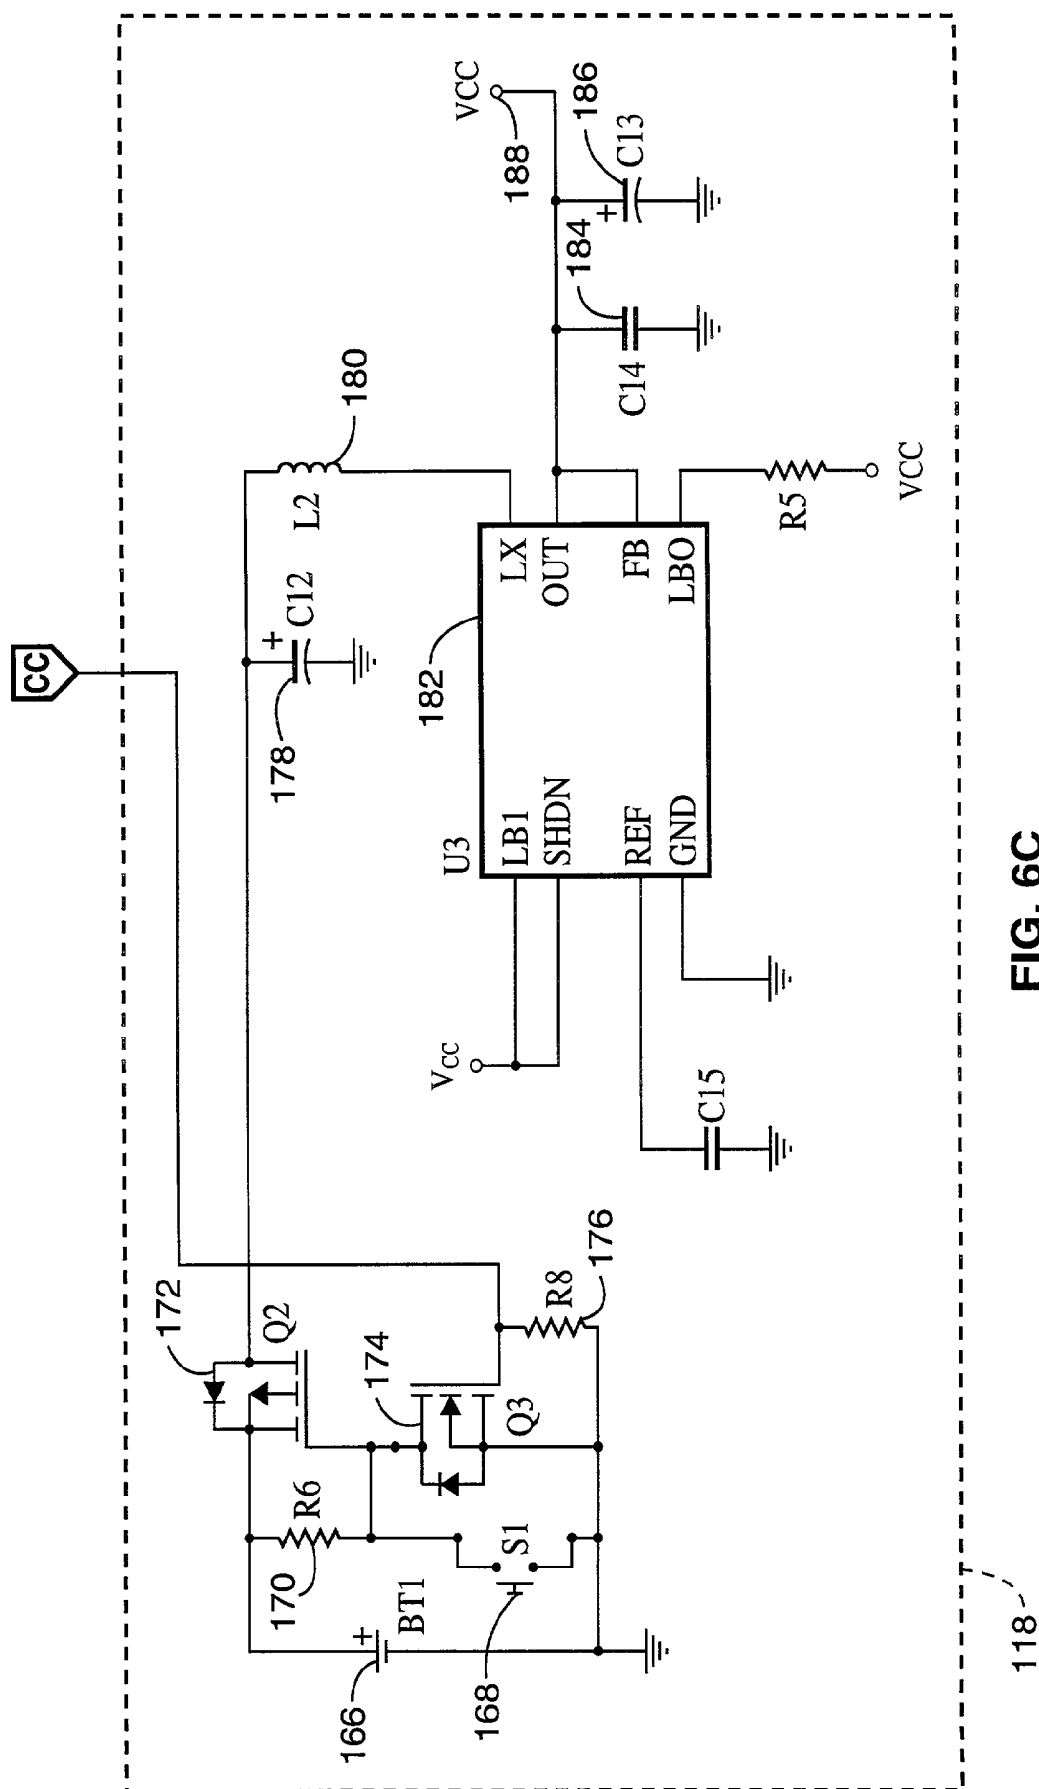 CC
172
Q2
R6
170
BT1
166
S1
168
174
Q3
R8
176
178
C12
L2
180
VCC
182
U3
LB1
SHDN
REF
GND
LX
OUT
FB
LBO
C15
VCC
188
184
C14
186
C13
R5
VCC
118
FIG. 6C
+
+
+